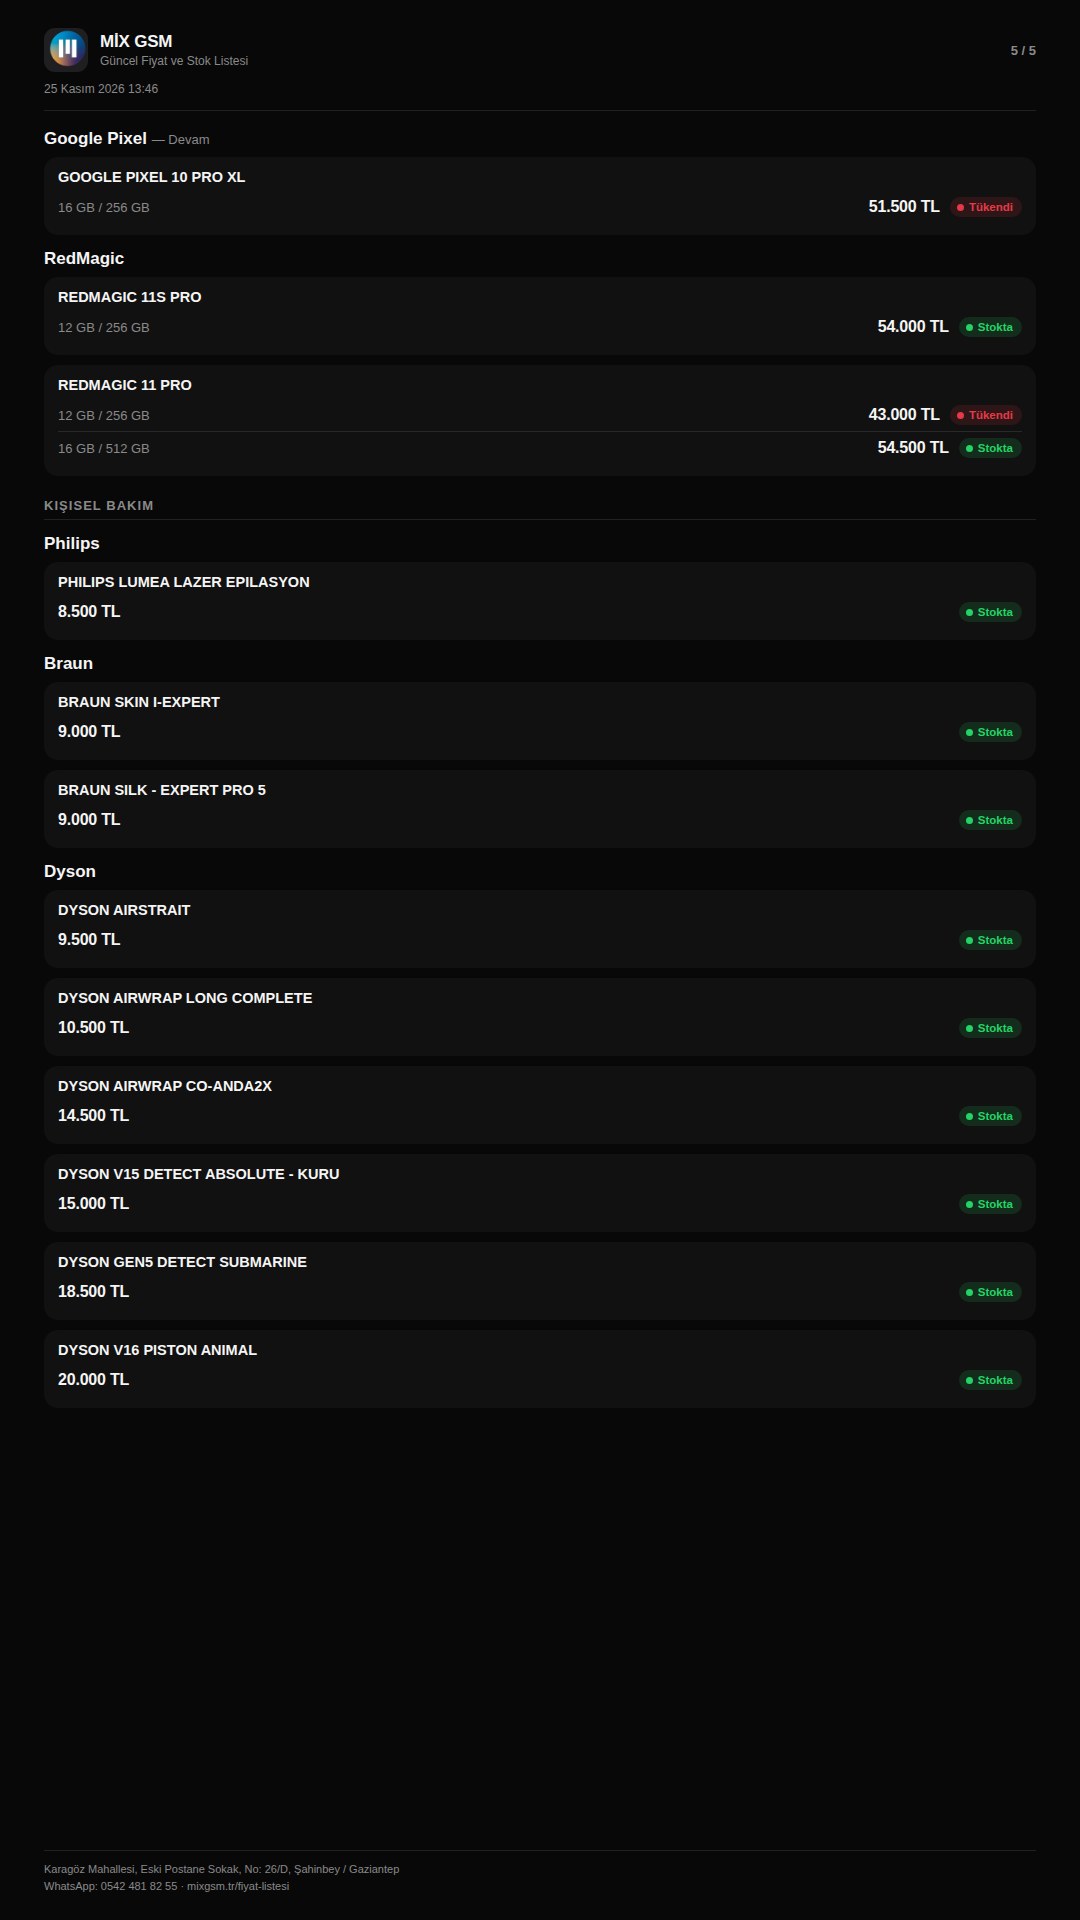 MİX GSM
Güncel Fiyat ve Stok Listesi
5 / 5
25 Kasım 2026 13:46
Google Pixel — Devam
GOOGLE PIXEL 10 PRO XL
16 GB / 256 GB 51.500 TL Tükendi
RedMagic
REDMAGIC 11S PRO
12 GB / 256 GB 54.000 TL Stokta
REDMAGIC 11 PRO
12 GB / 256 GB 43.000 TL Tükendi
16 GB / 512 GB 54.500 TL Stokta
KIŞISEL BAKIM
Philips
PHILIPS LUMEA LAZER EPILASYON
8.500 TL Stokta
Braun
BRAUN SKIN I-EXPERT
9.000 TL Stokta
BRAUN SILK - EXPERT PRO 5
9.000 TL Stokta
Dyson
DYSON AIRSTRAIT
9.500 TL Stokta
DYSON AIRWRAP LONG COMPLETE
10.500 TL Stokta
DYSON AIRWRAP CO-ANDA2X
14.500 TL Stokta
DYSON V15 DETECT ABSOLUTE - KURU
15.000 TL Stokta
DYSON GEN5 DETECT SUBMARINE
18.500 TL Stokta
DYSON V16 PISTON ANIMAL
20.000 TL Stokta
Karagöz Mahallesi, Eski Postane Sokak, No: 26/D, Şahinbey / Gaziantep
WhatsApp: 0542 481 82 55 · mixgsm.tr/fiyat-listesi